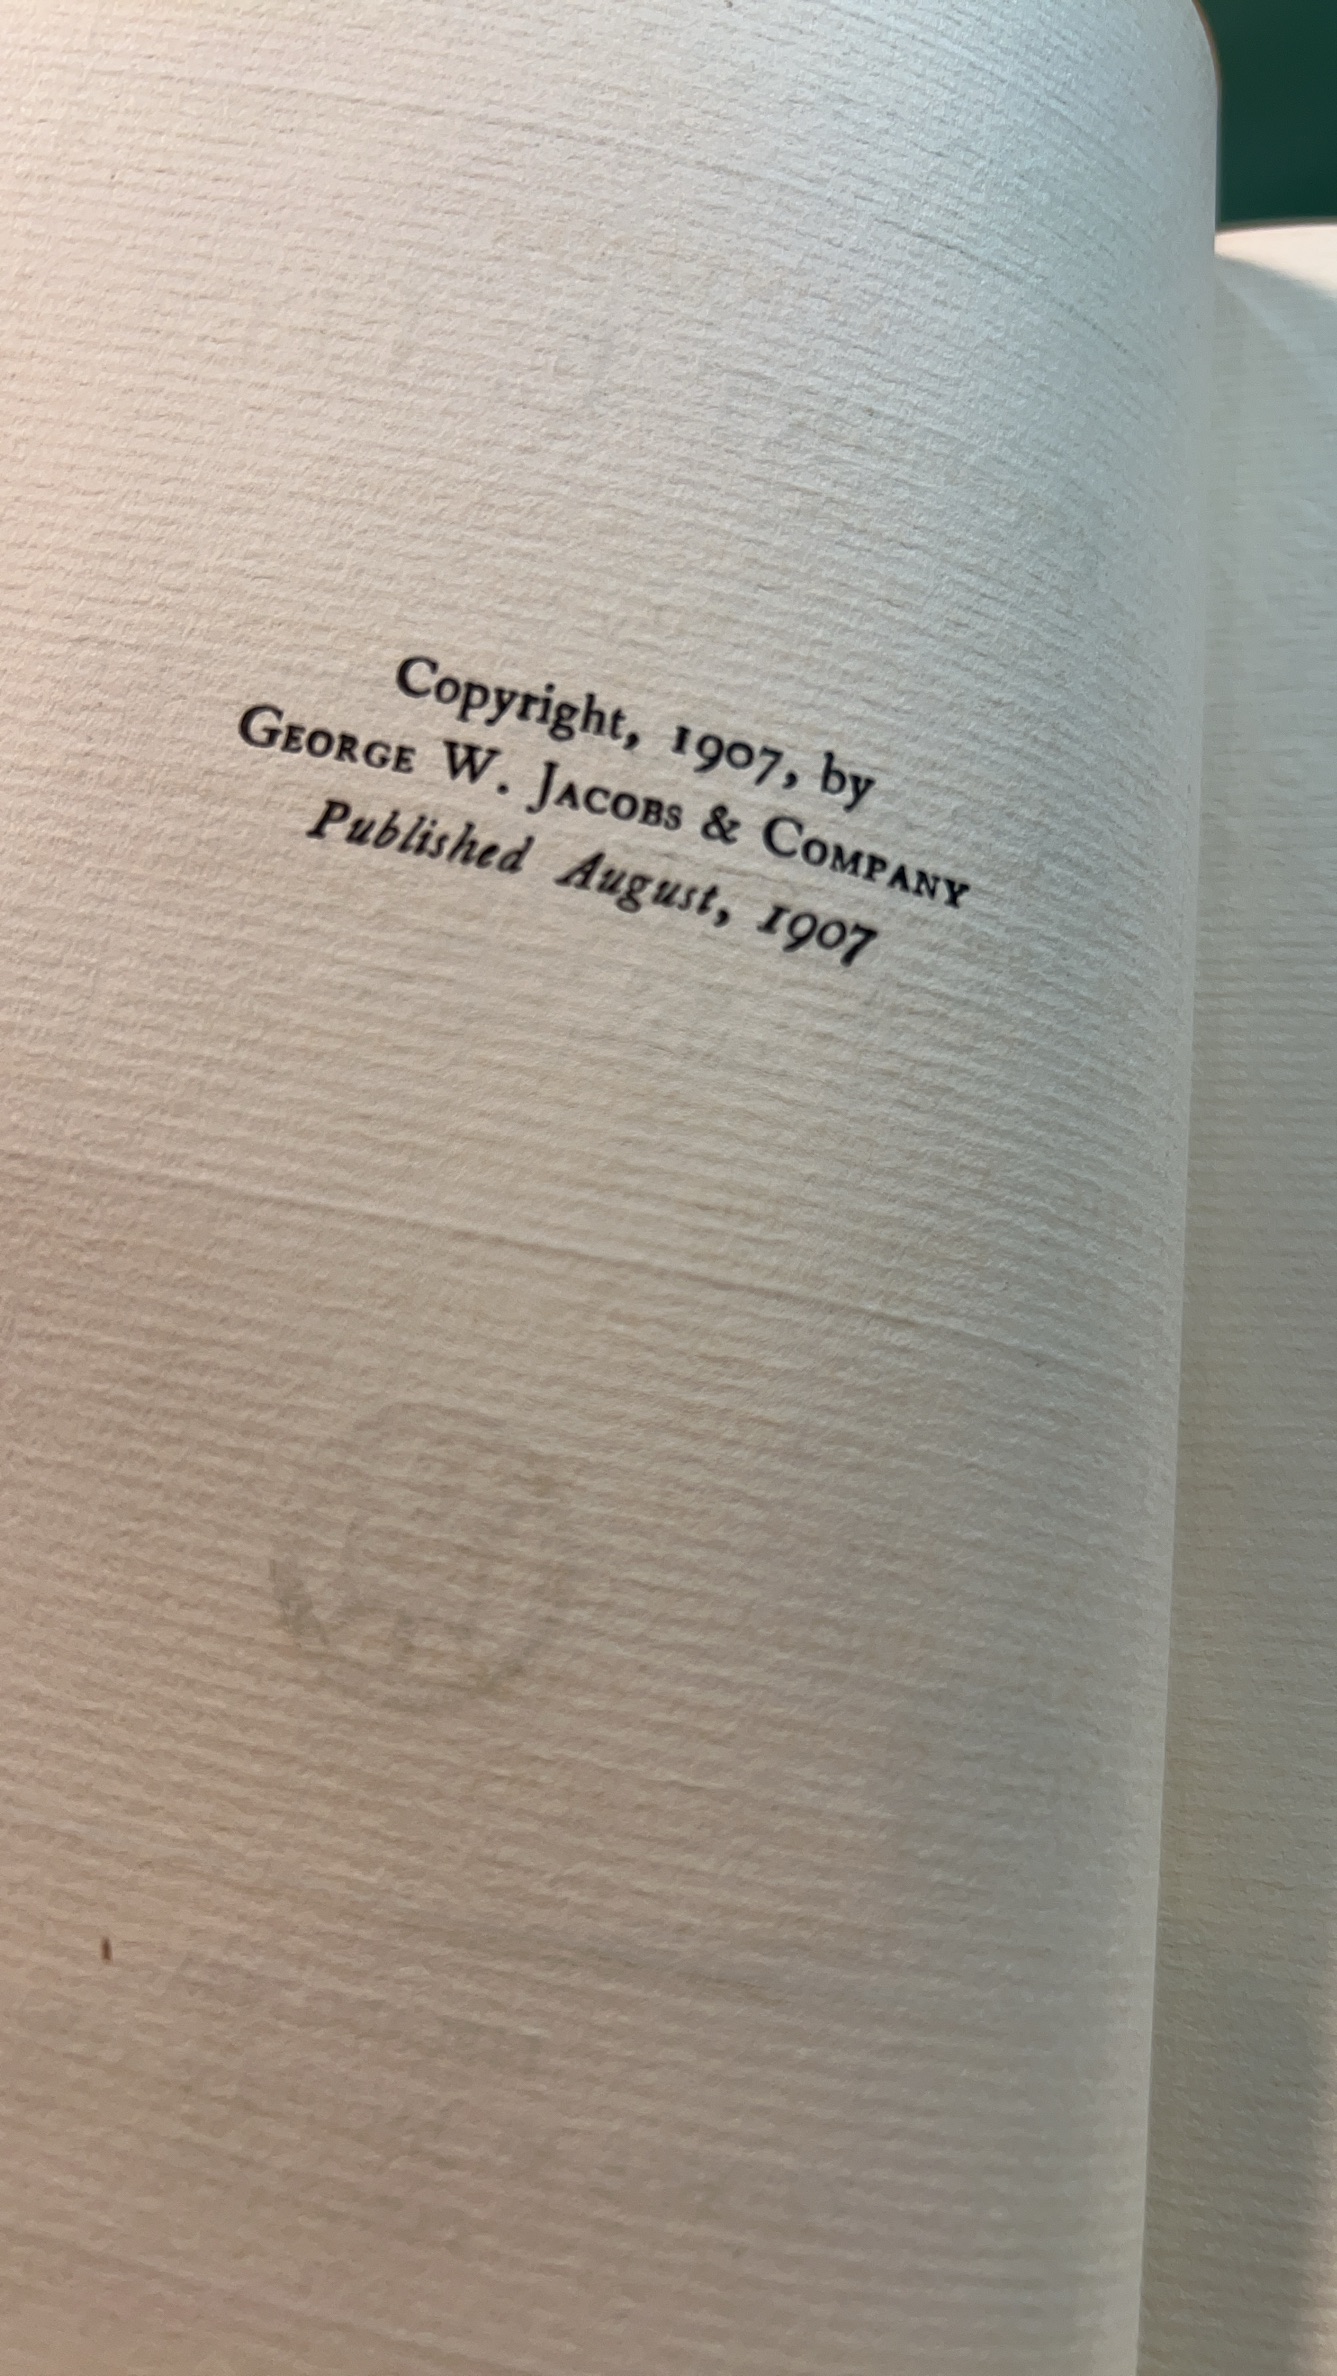 Copyright, 1907, by
GEORGE W. JACOBS & COMPANY
Published August, 1907